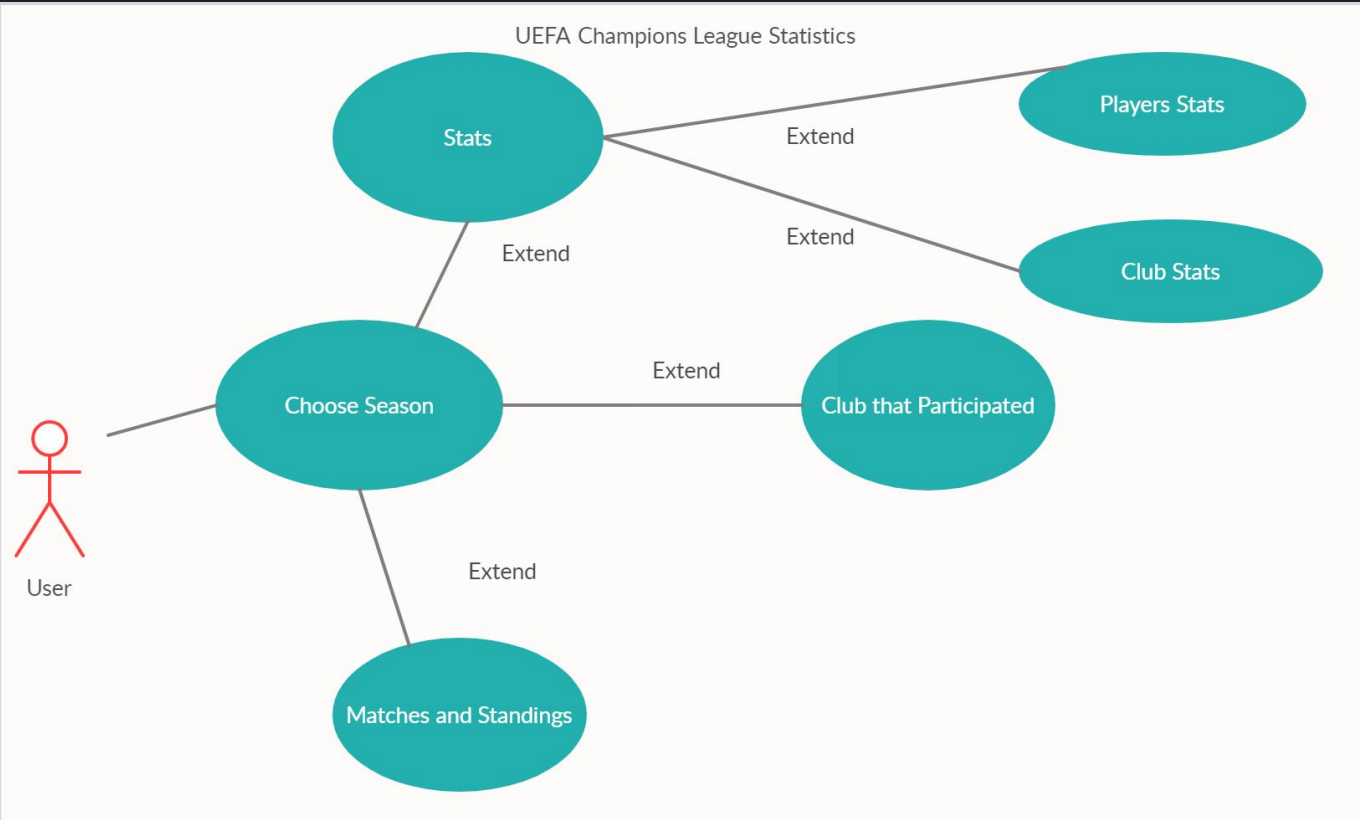 UEFA Champions League Statistics
Stats
Players Stats
Extend
Extend
Extend
Club Stats
Extend
Choose Season
Club that Participated
Extend
User
Matches and Standings